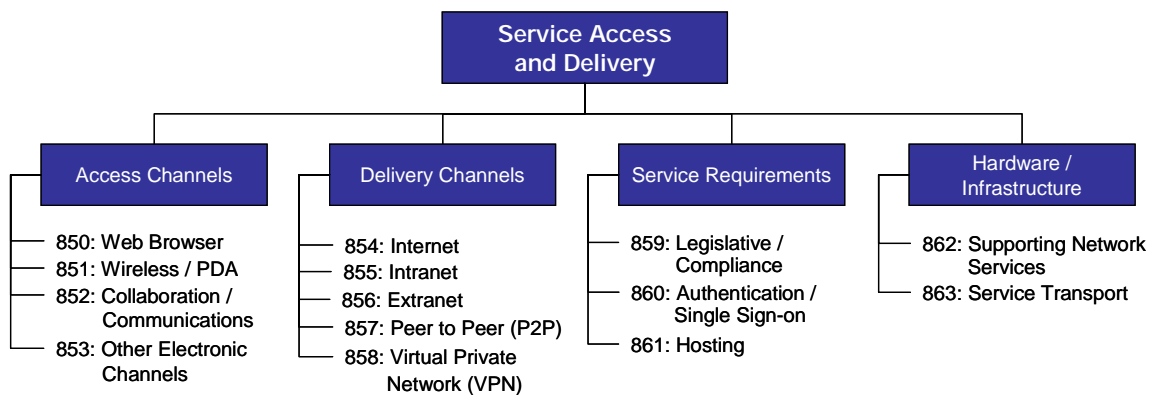 Service Access
and Delivery
Access Channels
850: Web Browser
851: Wireless / PDA
852: Collaboration /
Communications
853: Other Electronic
Channels
Delivery Channels
854: Internet
855: Intranet
856: Extranet
857: Peer to Peer (P2P)
858: Virtual Private
Network (VPN)
Service Requirements
859: Legislative /
Compliance
860: Authentication /
Single Sign-on
861: Hosting
Hardware /
Infrastructure
862: Supporting Network
Services
863: Service Transport